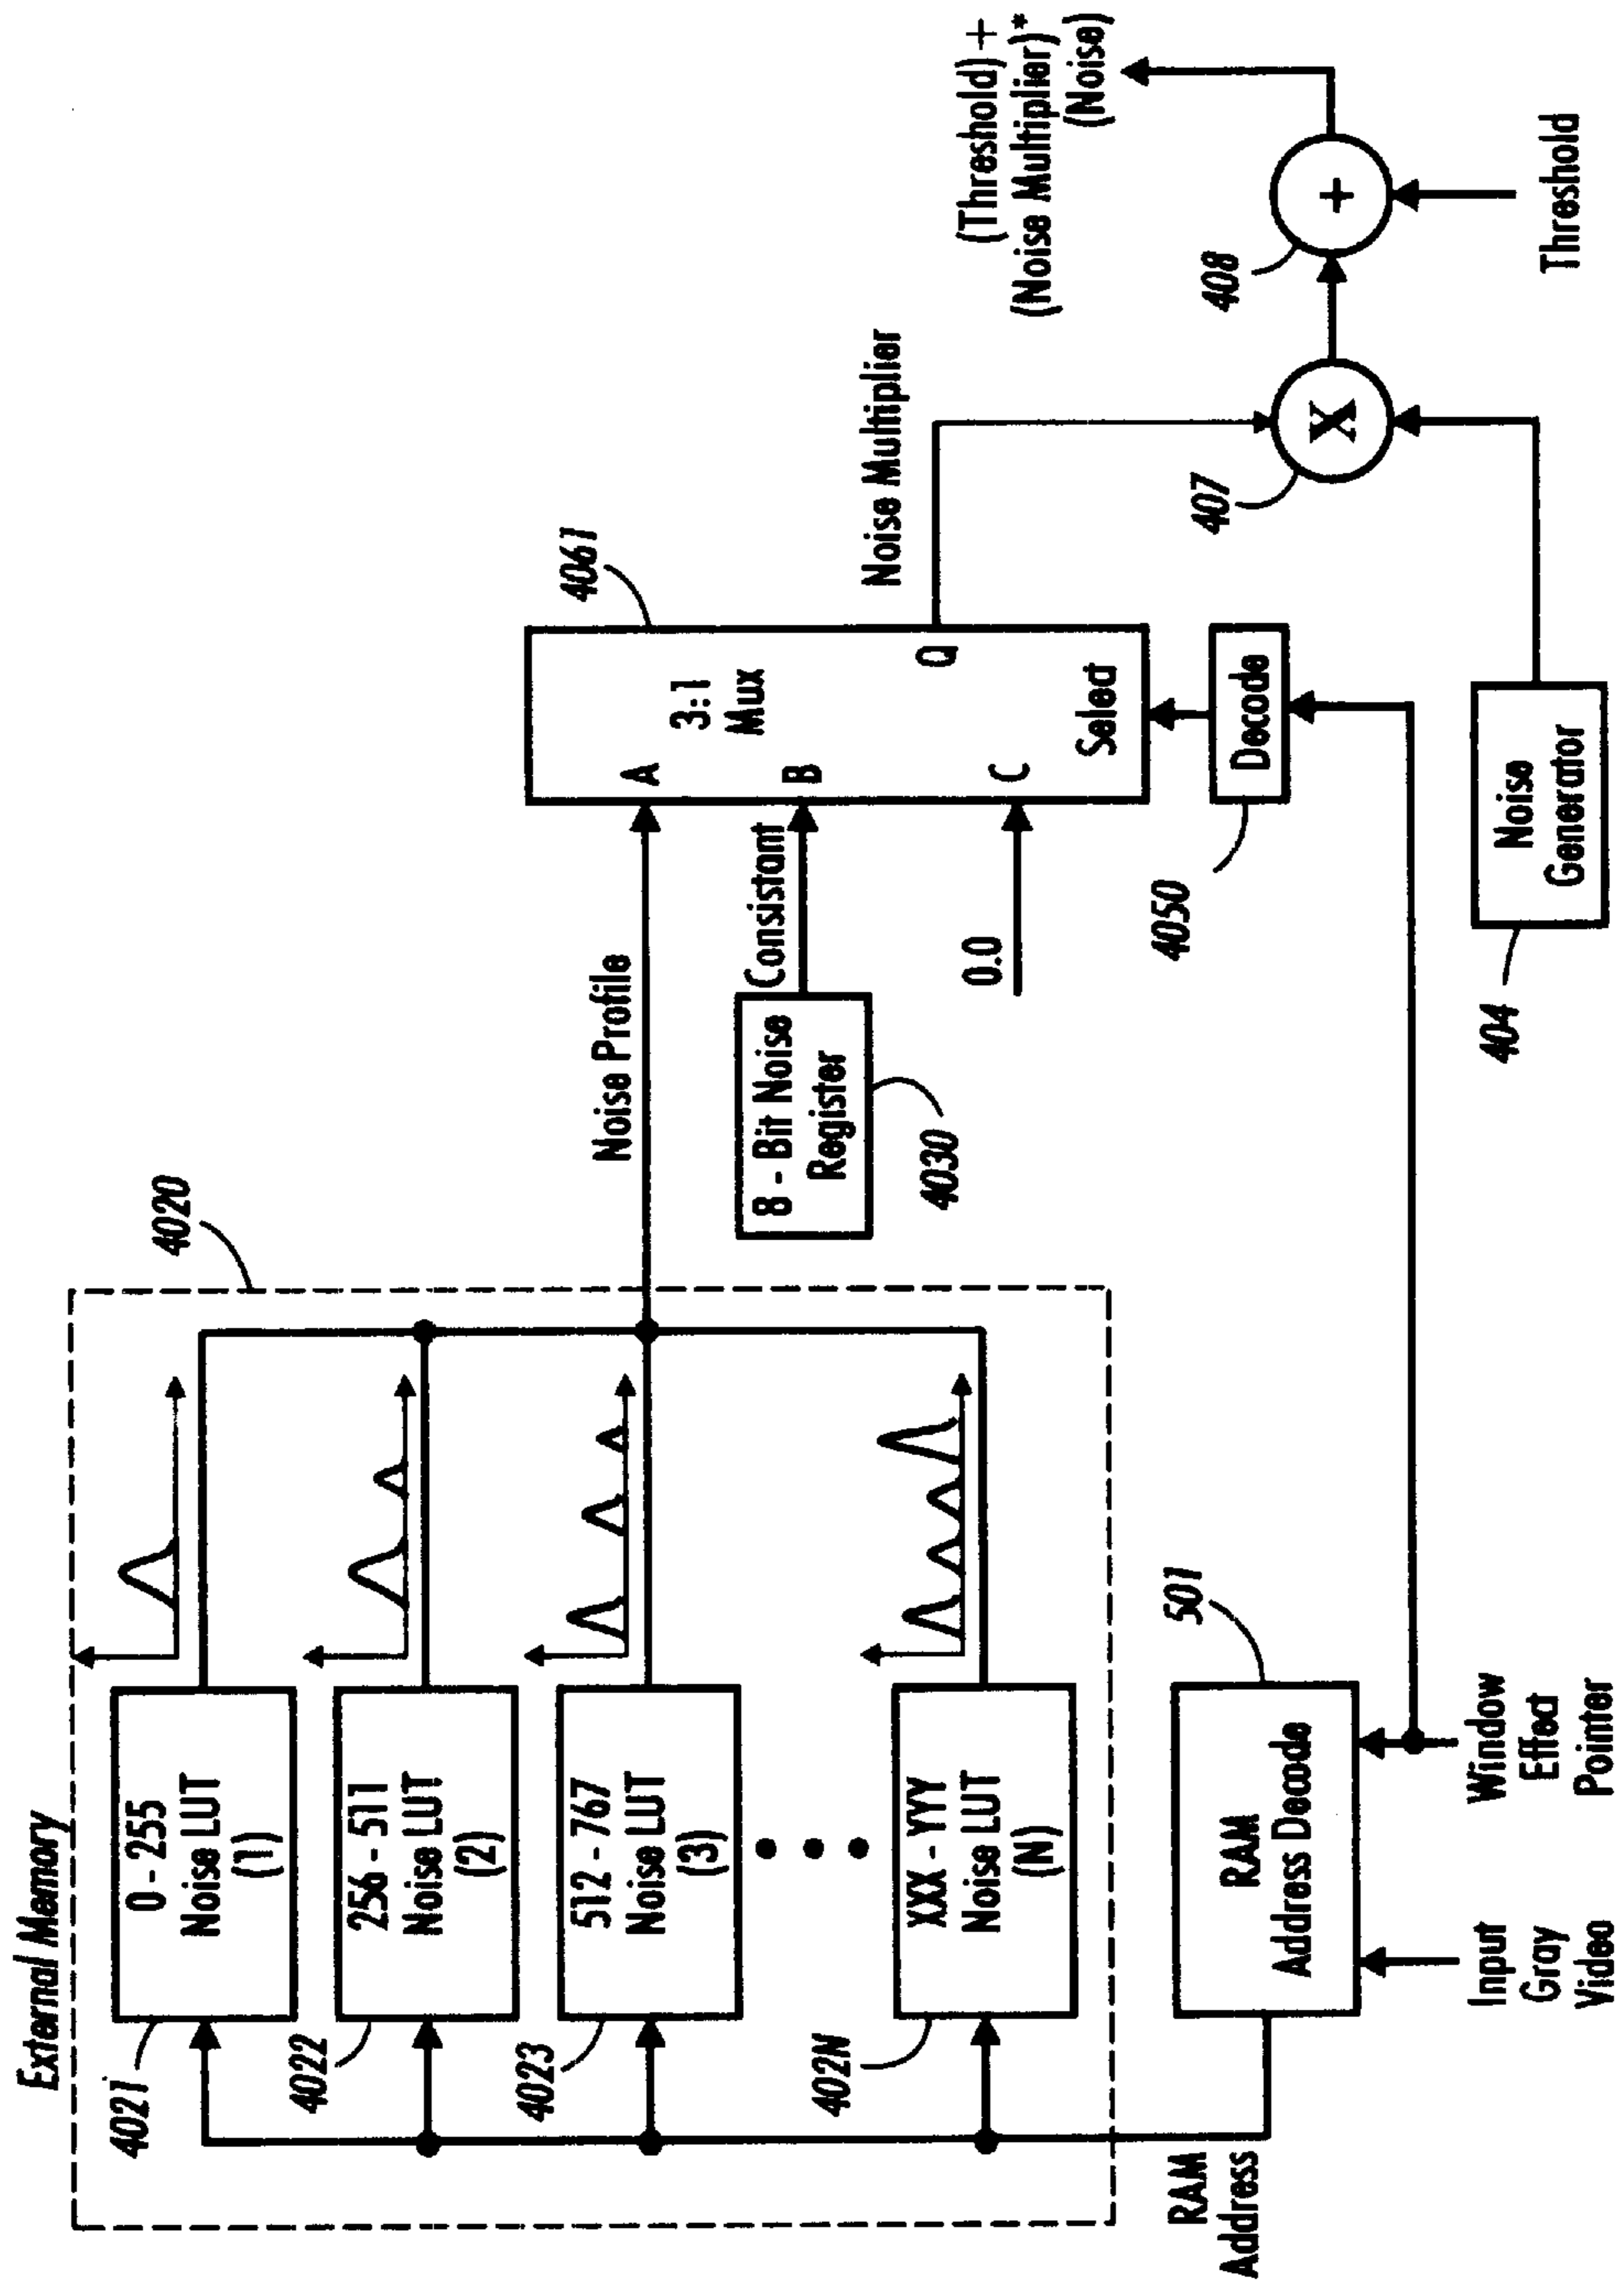 External Memory
4020
0 - 255
Noise LUT
(1)
4021
256 - 511
Noise LUT
(2)
4022
512 - 767
Noise LUT
(3)
4023
XXX - YYY
Noise LUT
(N)
402N
RAM
Address
RAM
Address Decode
501
Input
Gray
Video
Window
Effect
Pointer
Noise Profile
8 - Bit Noise
Register
4030
Consistant
0.0
A
B
C
3:1
Mux
Q
Select
4061
Decode
4050
Noise
Generator
404
Noise Multiplier
X
407
+
408
Threshold
(Threshold) +
(Noise Multiplier)*
(Noise)